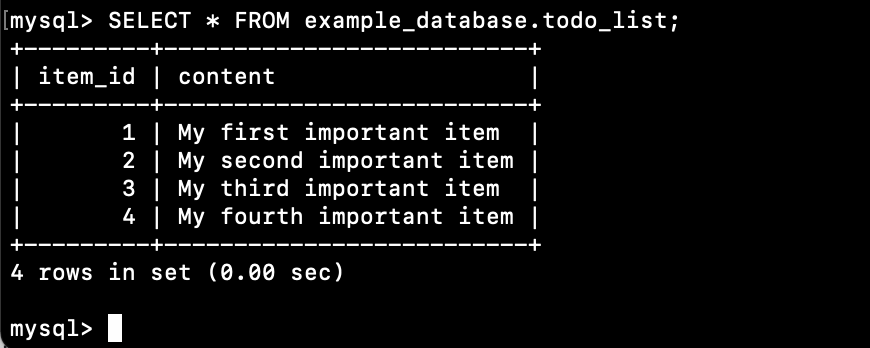 mysql> SELECT * FROM example_database.todo_list;
+---------+--------------------------+
| item_id | content                  |
+---------+--------------------------+
|       1 | My first important item  |
|       2 | My second important item |
|       3 | My third important item  |
|       4 | My fourth important item |
+---------+--------------------------+
4 rows in set (0.00 sec)
mysql>